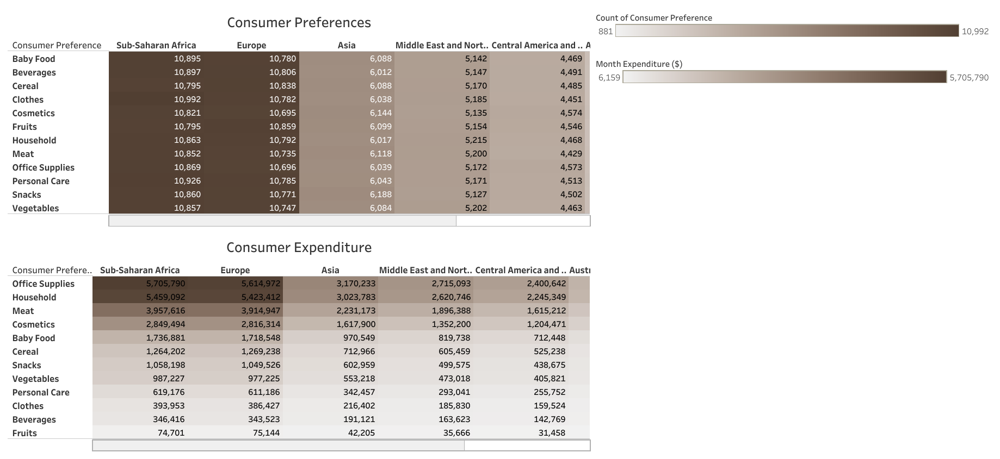 Consumer Preferences
Consumer Preference Sub-Saharan Africa Europe Asia Middle East and Nort.. Central America and .. A
Baby Food 10,895 10,780 6,088 5,142 4,469
Beverages 10,897 10,806 6,012 5,147 4,491
Cereal 10,795 10,838 6,088 5,170 4,485
Clothes 10,992 10,782 6,038 5,185 4,451
Cosmetics 10,821 10,695 6,144 5,135 4,574
Fruits 10,795 10,859 6,099 5,154 4,546
Household 10,863 10,792 6,017 5,215 4,468
Meat 10,852 10,735 6,118 5,200 4,429
Office Supplies 10,869 10,696 6,039 5,172 4,573
Personal Care 10,926 10,785 6,043 5,171 4,513
Snacks 10,860 10,771 6,188 5,127 4,502
Vegetables 10,857 10,747 6,084 5,202 4,463
Consumer Expenditure
Consumer Prefere.. Sub-Saharan Africa Europe Asia Middle East and Nort.. Central America and .. Austr
Office Supplies 5,705,790 5,614,972 3,170,233 2,715,093 2,400,642
Household 5,459,092 5,423,412 3,023,783 2,620,746 2,245,349
Meat 3,957,616 3,914,947 2,231,173 1,896,388 1,615,212
Cosmetics 2,849,494 2,816,314 1,617,900 1,352,200 1,204,471
Baby Food 1,736,881 1,718,548 970,549 819,738 712,448
Cereal 1,264,202 1,269,238 712,966 605,459 525,238
Snacks 1,058,198 1,049,526 602,959 499,575 438,675
Vegetables 987,227 977,225 553,218 473,018 405,821
Personal Care 619,176 611,186 342,457 293,041 255,752
Clothes 393,953 386,427 216,402 185,830 159,524
Beverages 346,416 343,523 191,121 163,623 142,769
Fruits 74,701 75,144 42,205 35,666 31,458
Count of Consumer Preference
881 10,992
Month Expenditure ($)
6,159 5,705,790